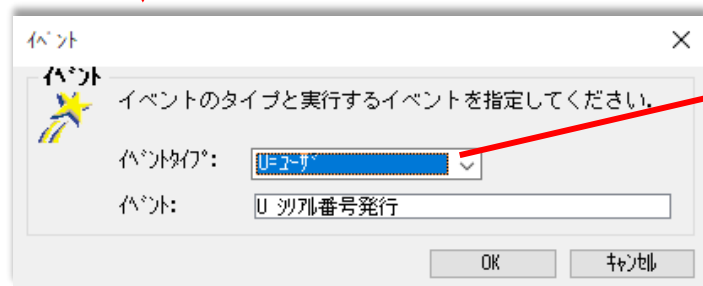 イベント
イベント
イベントのタイプと実行するイベントを指定してください.
イベントタイプ:
U=ユーザ
イベント:
U シリアル番号発行
OK
キャンセル